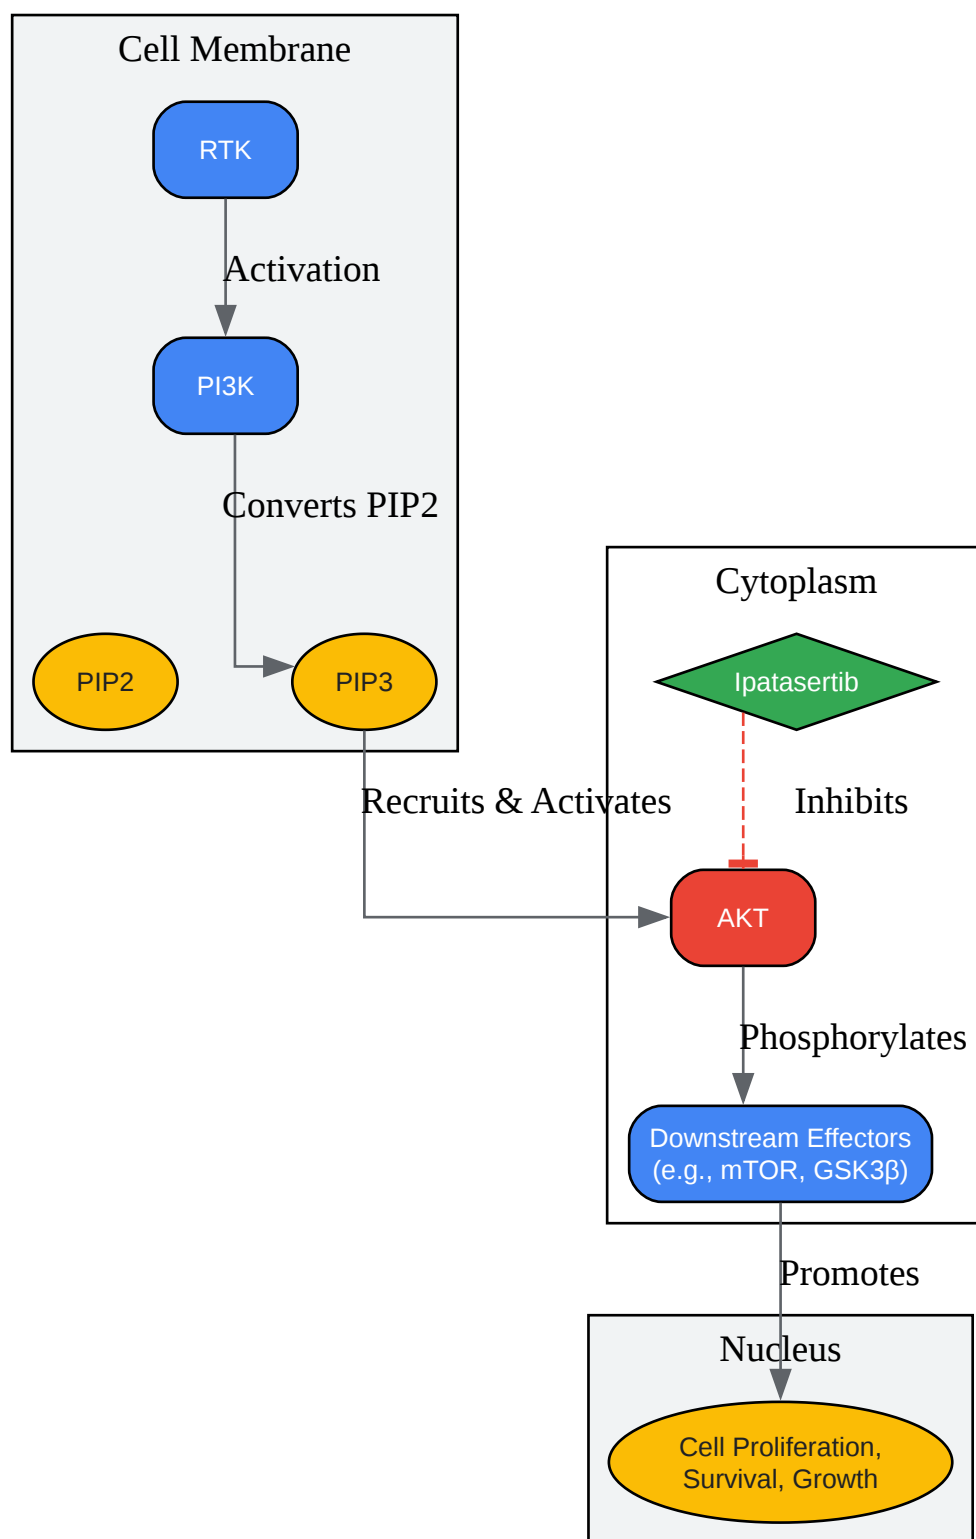 Cell Membrane
RTK
Activation
PI3K
Converts PIP2
PIP2
PIP3
Recruits & Activates
Cytoplasm
Ipatasertib
Inhibits
AKT
Phosphorylates
Downstream Effectors
(e.g., mTOR, GSK3β)
Promotes
Nucleus
Cell Proliferation,
Survival, Growth